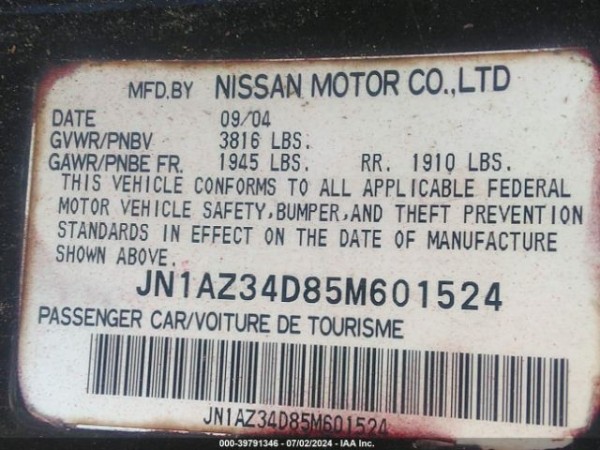 MFD.BY NISSAN MOTOR CO.,LTD
DATE 09/04
GVWR/PNBV 3816 LBS.
GAWR/PNBE FR. 1945 LBS. RR. 1910 LBS.
THIS VEHICLE CONFORMS TO ALL APPLICABLE FEDERAL
MOTOR VEHICLE SAFETY,BUMPER,AND THEFT PREVENTION
STANDARDS IN EFFECT ON THE DATE OF MANUFACTURE
SHOWN ABOVE.
JN1AZ34D85M601524
PASSENGER CAR/VOITURE DE TOURISME
JN1AZ34D85M601524
000-39791346 - 07/02/2024 - IAA Inc.